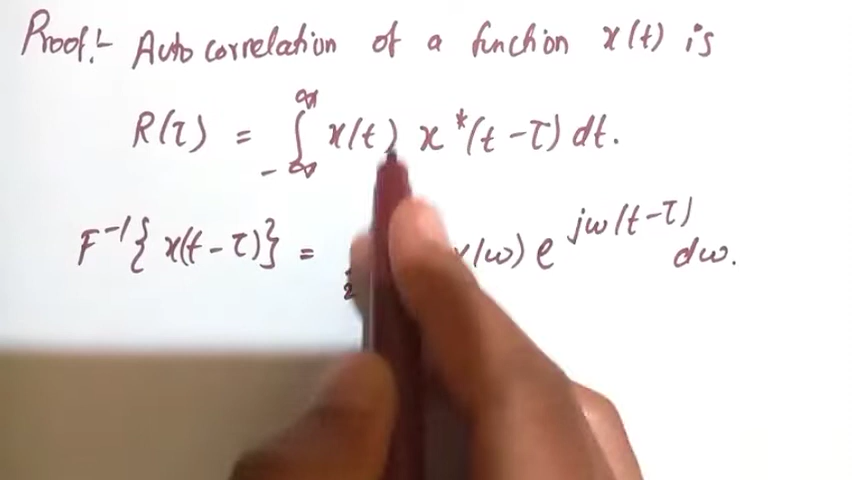 Proof:- Auto correlation of a function x(t) is
R(τ) = ∫_{-∞}^{∞} x(t) x*(t-τ) dt.
F⁻¹{x(t-τ)} = (ω) e^{jω(t-τ)} dω.